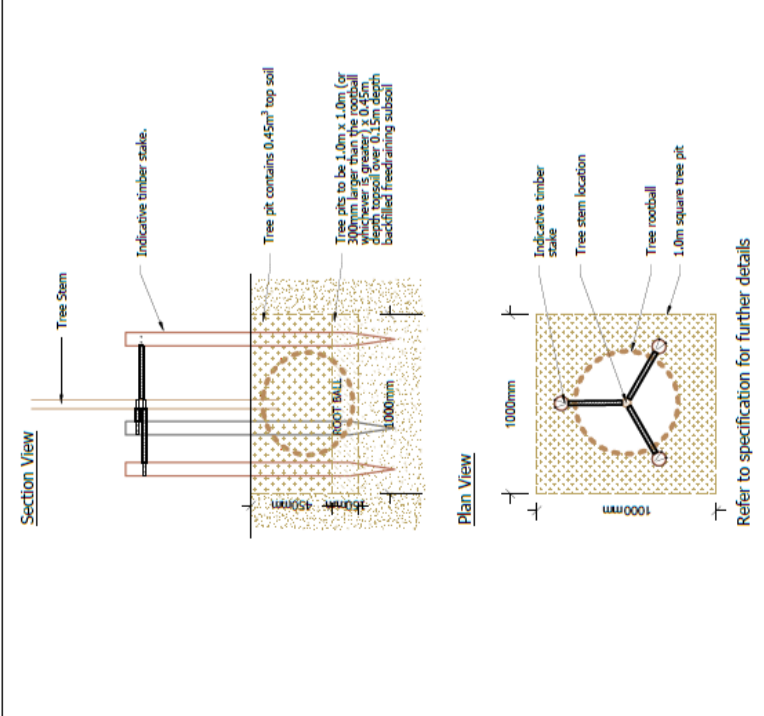 Section View
Tree Stem
Indicative timber stake.
Tree pit contains 0.45m³ top soil
Tree pits to be 1.0m x 1.0m (or
300mm larger than the rootball
whichever is greater) x 0.45m
depth topsoil over 0.15m depth
backfilled freedraining subsoil
450mm
ROOT BALL
1000mm
Plan View
1000mm
1000mm
Indicative timber
stake
Tree stem location
Tree rootball
1.0m square tree pit
Refer to specification for further details